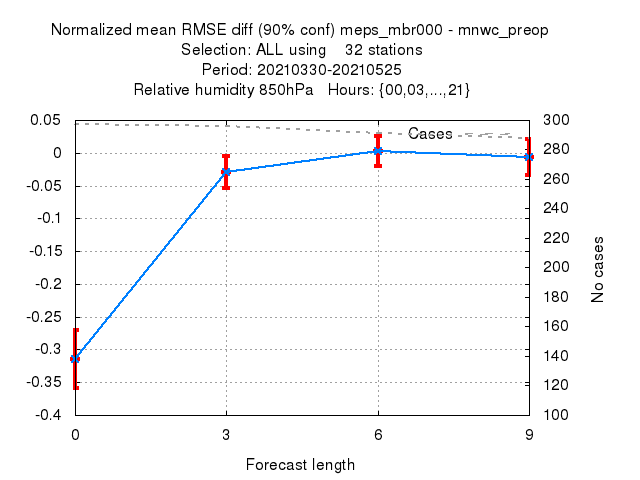 Normalized mean RMSE diff (90% conf) meps_mbr000 - mnwc_preop
Selection: ALL using    32 stations
Period: 20210330-20210525
Relative humidity 850hPa   Hours: {00,03,...,21}
0.05
0
-0.05
-0.1
-0.15
-0.2
-0.25
-0.3
-0.35
-0.4
Cases
300
280
260
240
220
200
180
160
140
120
100
No cases
0 3 6 9
Forecast length